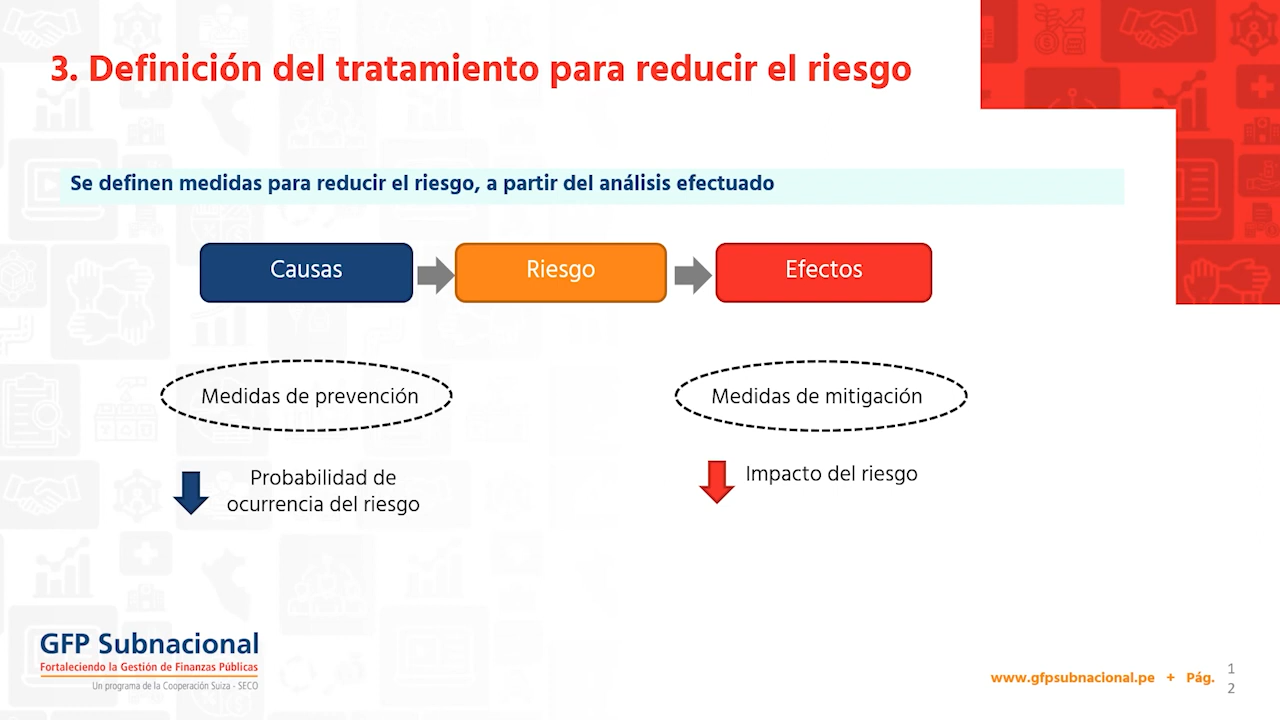 3. Definición del tratamiento para reducir el riesgo
Se definen medidas para reducir el riesgo, a partir del análisis efectuado
Causas
Riesgo
Efectos
Medidas de prevención
Medidas de mitigación
Probabilidad de
ocurrencia del riesgo
Impacto del riesgo
GFP Subnacional
Fortaleciendo la Gestión de Finanzas Públicas
Un programa de la Cooperación Suiza - SECO
www.gfpsubnacional.pe + Pág.
1
2